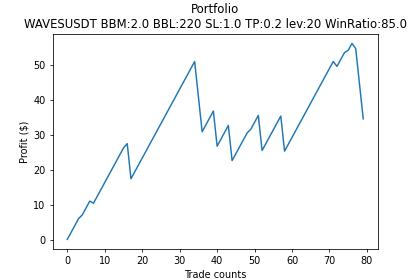 Portfolio
WAVESUSDT BBM:2.0 BBL:220 SL:1.0 TP:0.2 lev:20 WinRatio:85.0
50
40
30
20
10
0
Profit ($)
0 10 20 30 40 50 60 70 80
Trade counts